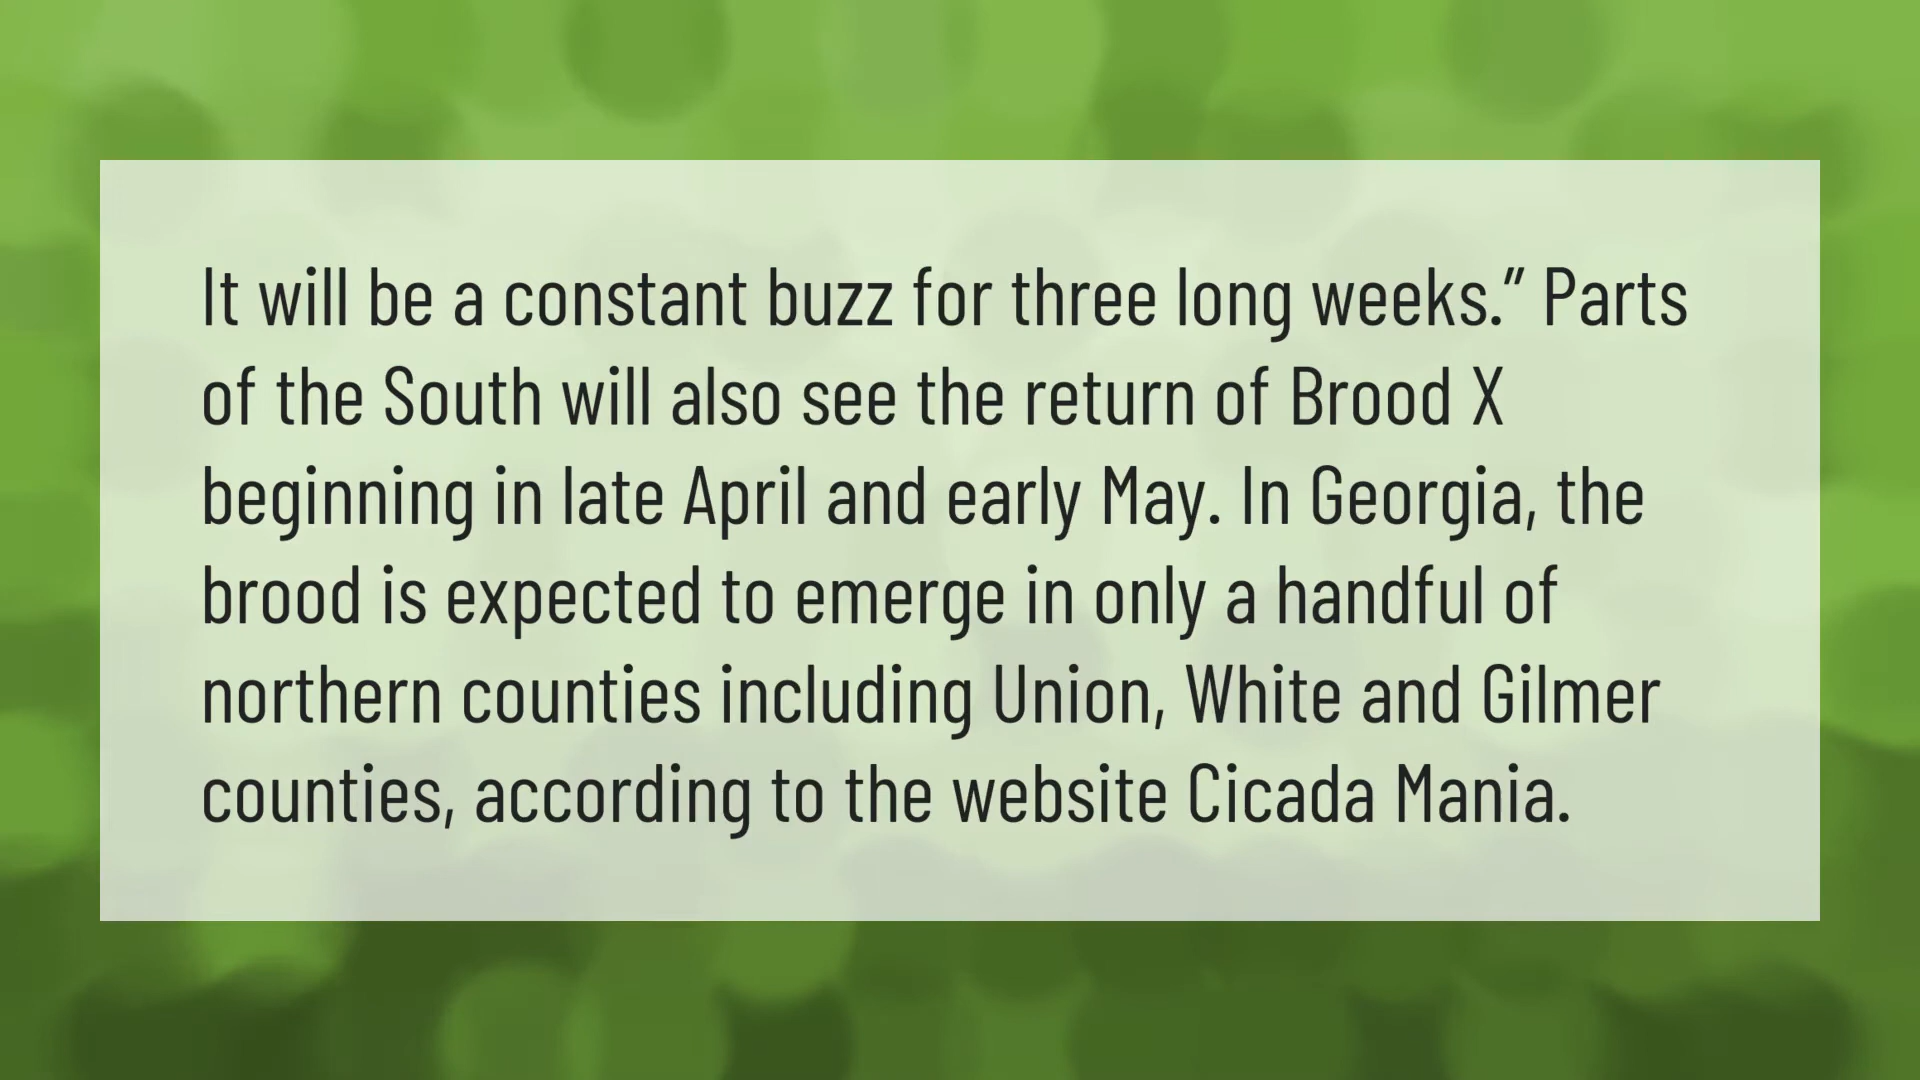 It will be a constant buzz for three long weeks.” Parts
of the South will also see the return of Brood X
beginning in late April and early May. In Georgia, the
brood is expected to emerge in only a handful of
northern counties including Union, White and Gilmer
counties, according to the website Cicada Mania.